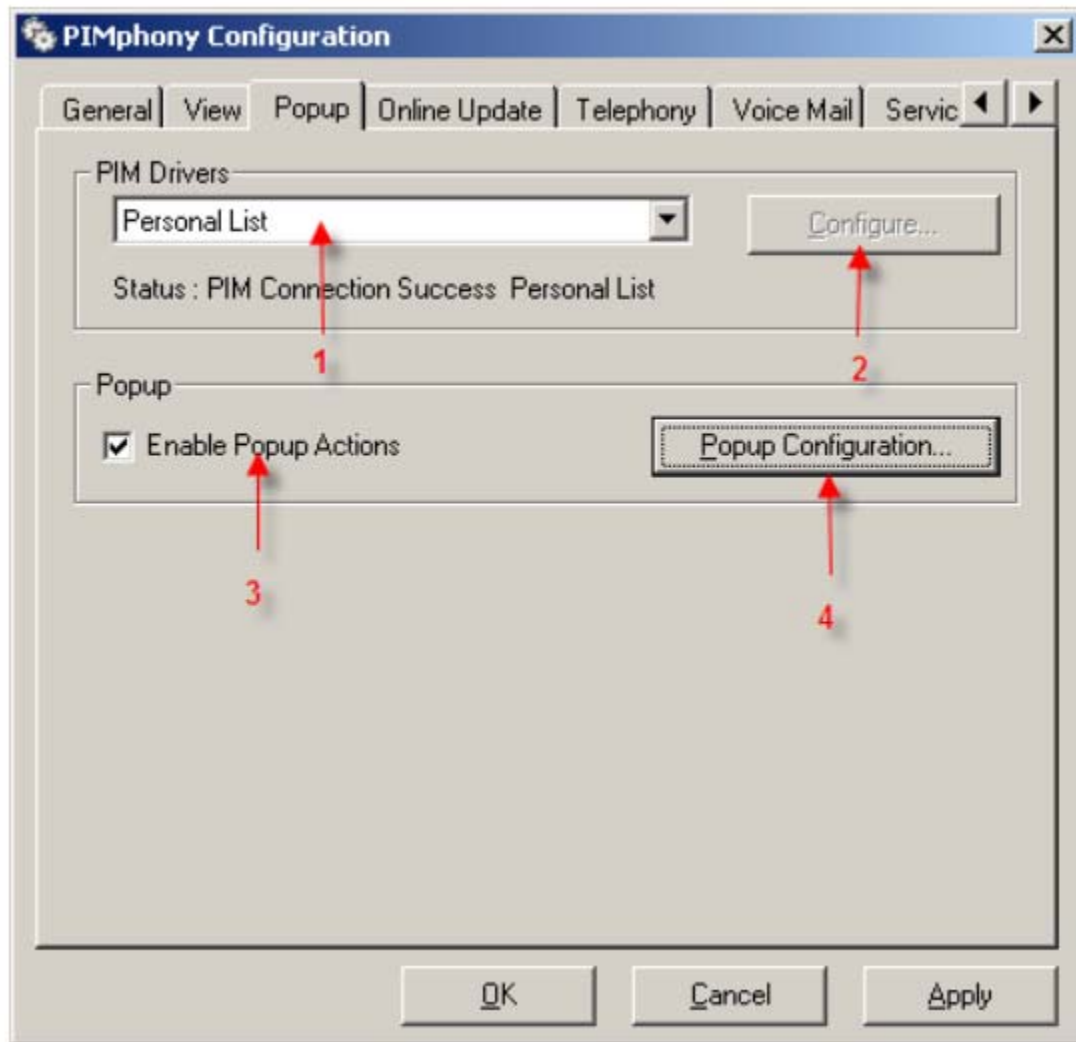 PIMphony Configuration
General View Popup Online Update Telephony Voice Mail Servic
PIM Drivers
Personal List
Configure...
Status : PIM Connection Success Personal List
1
2
Popup
Enable Popup Actions
Popup Configuration...
3
4
OK Cancel Apply